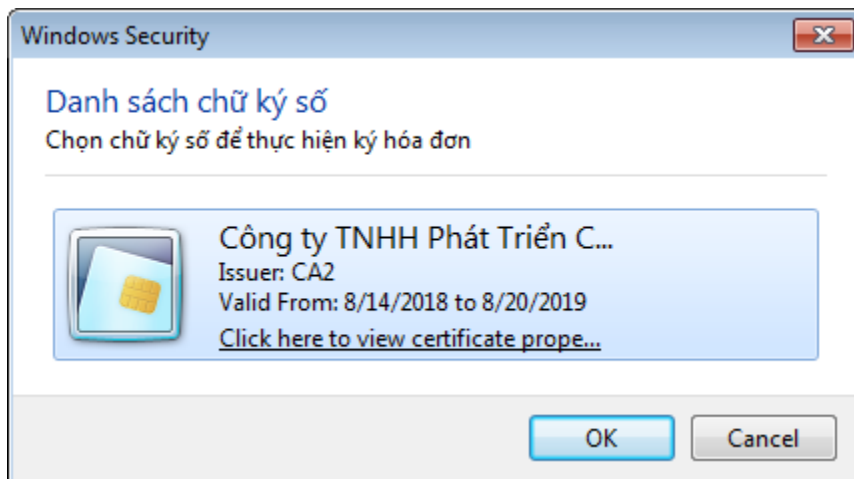 Windows Security
Danh sách chữ ký số
Chọn chữ ký số để thực hiện ký hóa đơn
Công ty TNHH Phát Triển C...
Issuer: CA2
Valid From: 8/14/2018 to 8/20/2019
Click here to view certificate prope...
OK
Cancel